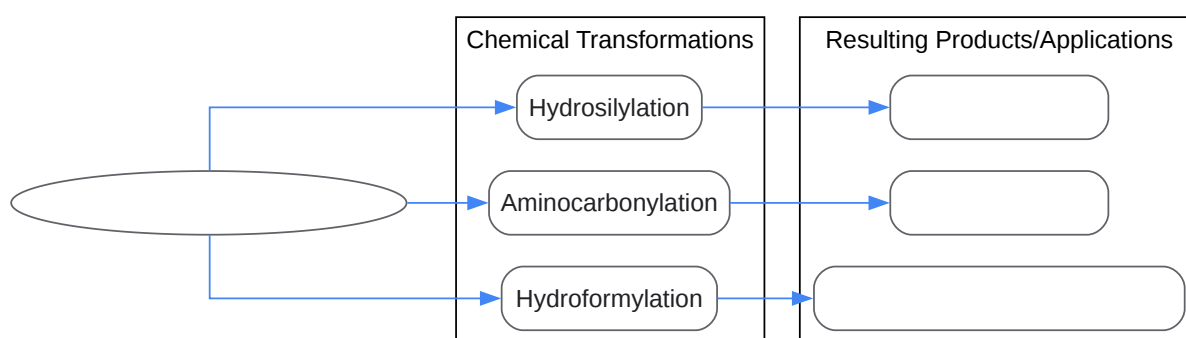 Chemical Transformations
Resulting Products/Applications
Hydrosilylation
Aminocarbonylation
Hydroformylation